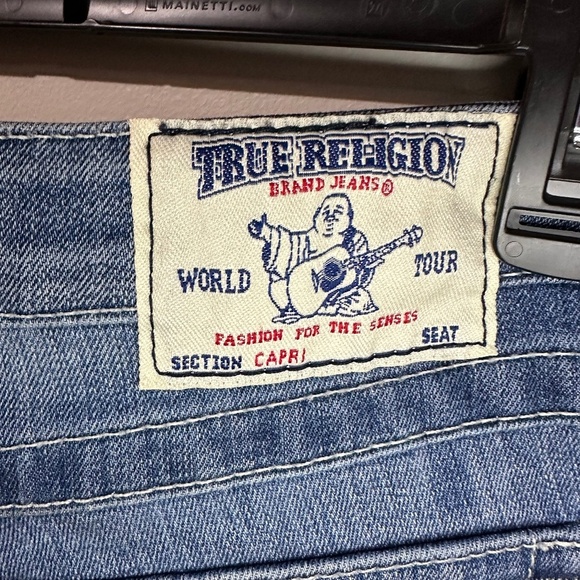 MAINETTI.COM
TRUE RELIGION
BRAND JEANS®
WORLD TOUR
FASHION FOR THE SENSES
SECTION CAPRI SEAT